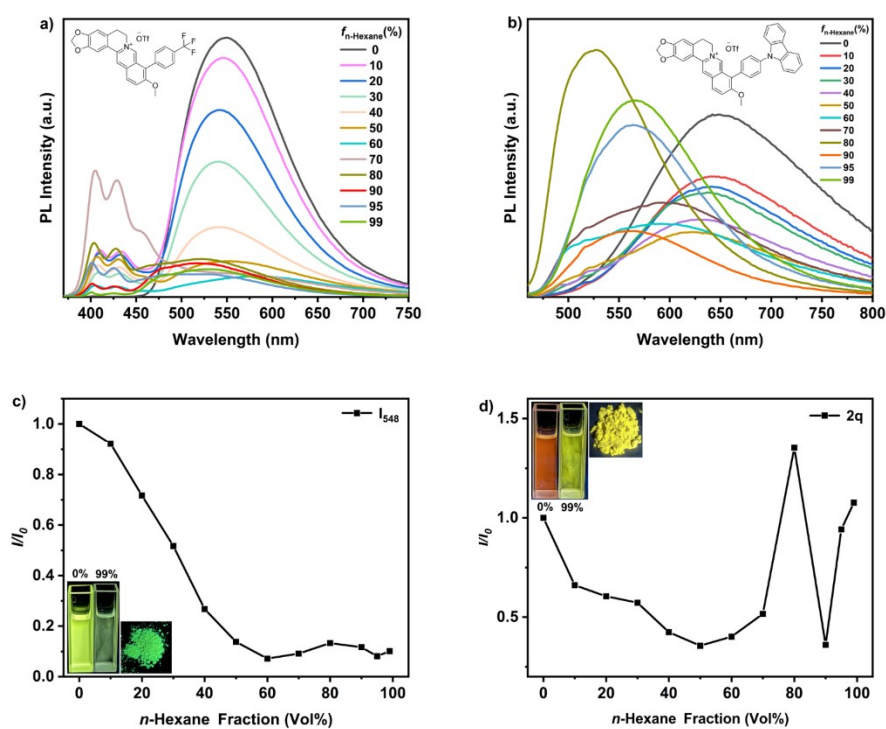 a)
O
O
N+
⁻OTf
F
F
F
O
fn-Hexane(%)
0
10
20
30
40
50
60
70
80
90
95
99
PL Intensity (a.u.)
400 450 500 550 600 650 700 750
Wavelength (nm)
b)
O
O
N+
⁻OTf
N
O
fn-Hexane(%)
0
10
20
30
40
50
60
70
80
90
95
99
PL Intensity (a.u.)
500 550 600 650 700 750 800
Wavelength (nm)
c)
I548
1.0
0.8
0.6
0.4
0.2
0.0
I/I0
0% 99%
0 20 40 60 80 100
n-Hexane Fraction (Vol%)
d)
2q
1.5
1.0
0.5
I/I0
0% 99%
0 20 40 60 80 100
n-Hexane Fraction (Vol%)